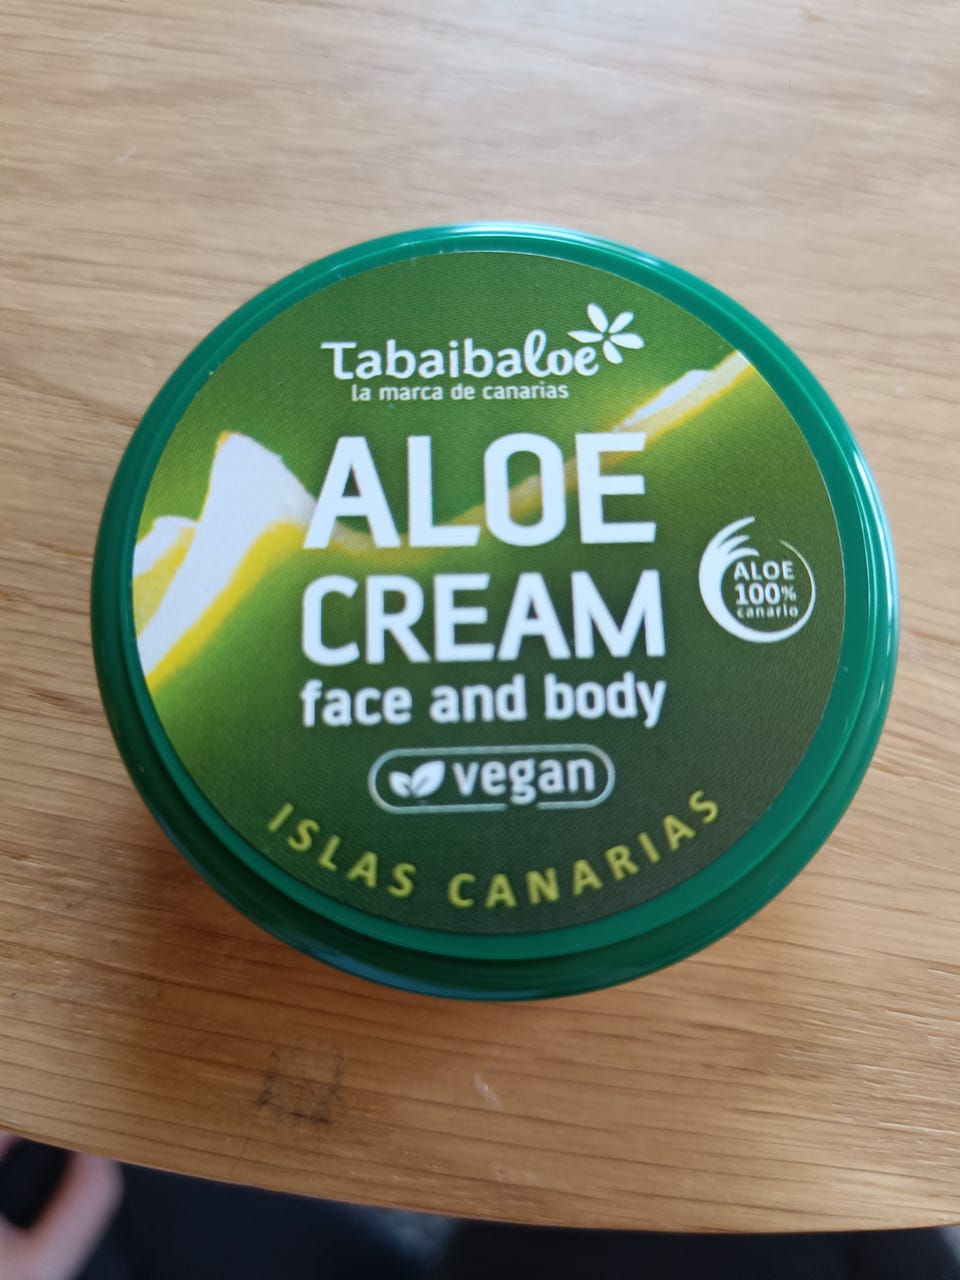 Tabaibaloe
la marca de canarias
ALOE
CREAM
face and body
vegan
ISLAS CANARIAS
ALOE
100%
canario